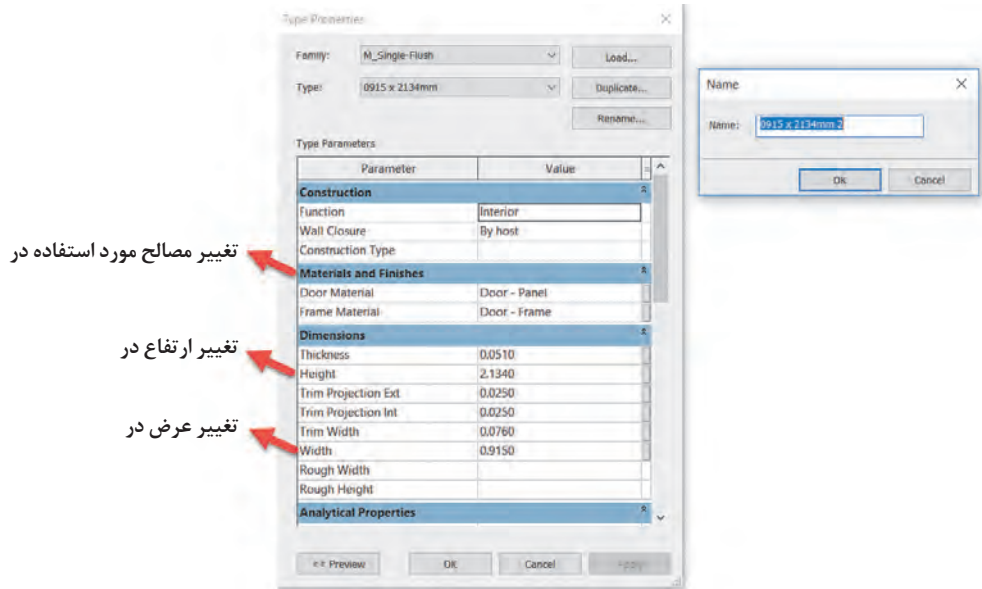 Type Properties
Family: M_Single-Flush Load...
Type: 0915 x 2134mm Duplicate...
Rename...
Type Parameters
Parameter Value =
Construction
Function Interior
Wall Closure By host
Construction Type
Materials and Finishes
Door Material Door - Panel
Frame Material Door - Frame
Dimensions
Thickness 0.0510
Height 2.1340
Trim Projection Ext 0.0250
Trim Projection Int 0.0250
Trim Width 0.0760
Width 0.9150
Rough Width
Rough Height
Analytical Properties
<< Preview OK Cancel Apply
تغییر مصالح مورد استفاده در
تغییر ارتفاع در
تغییر عرض در
Name
Name: 0915 x 2134mm 2
OK Cancel